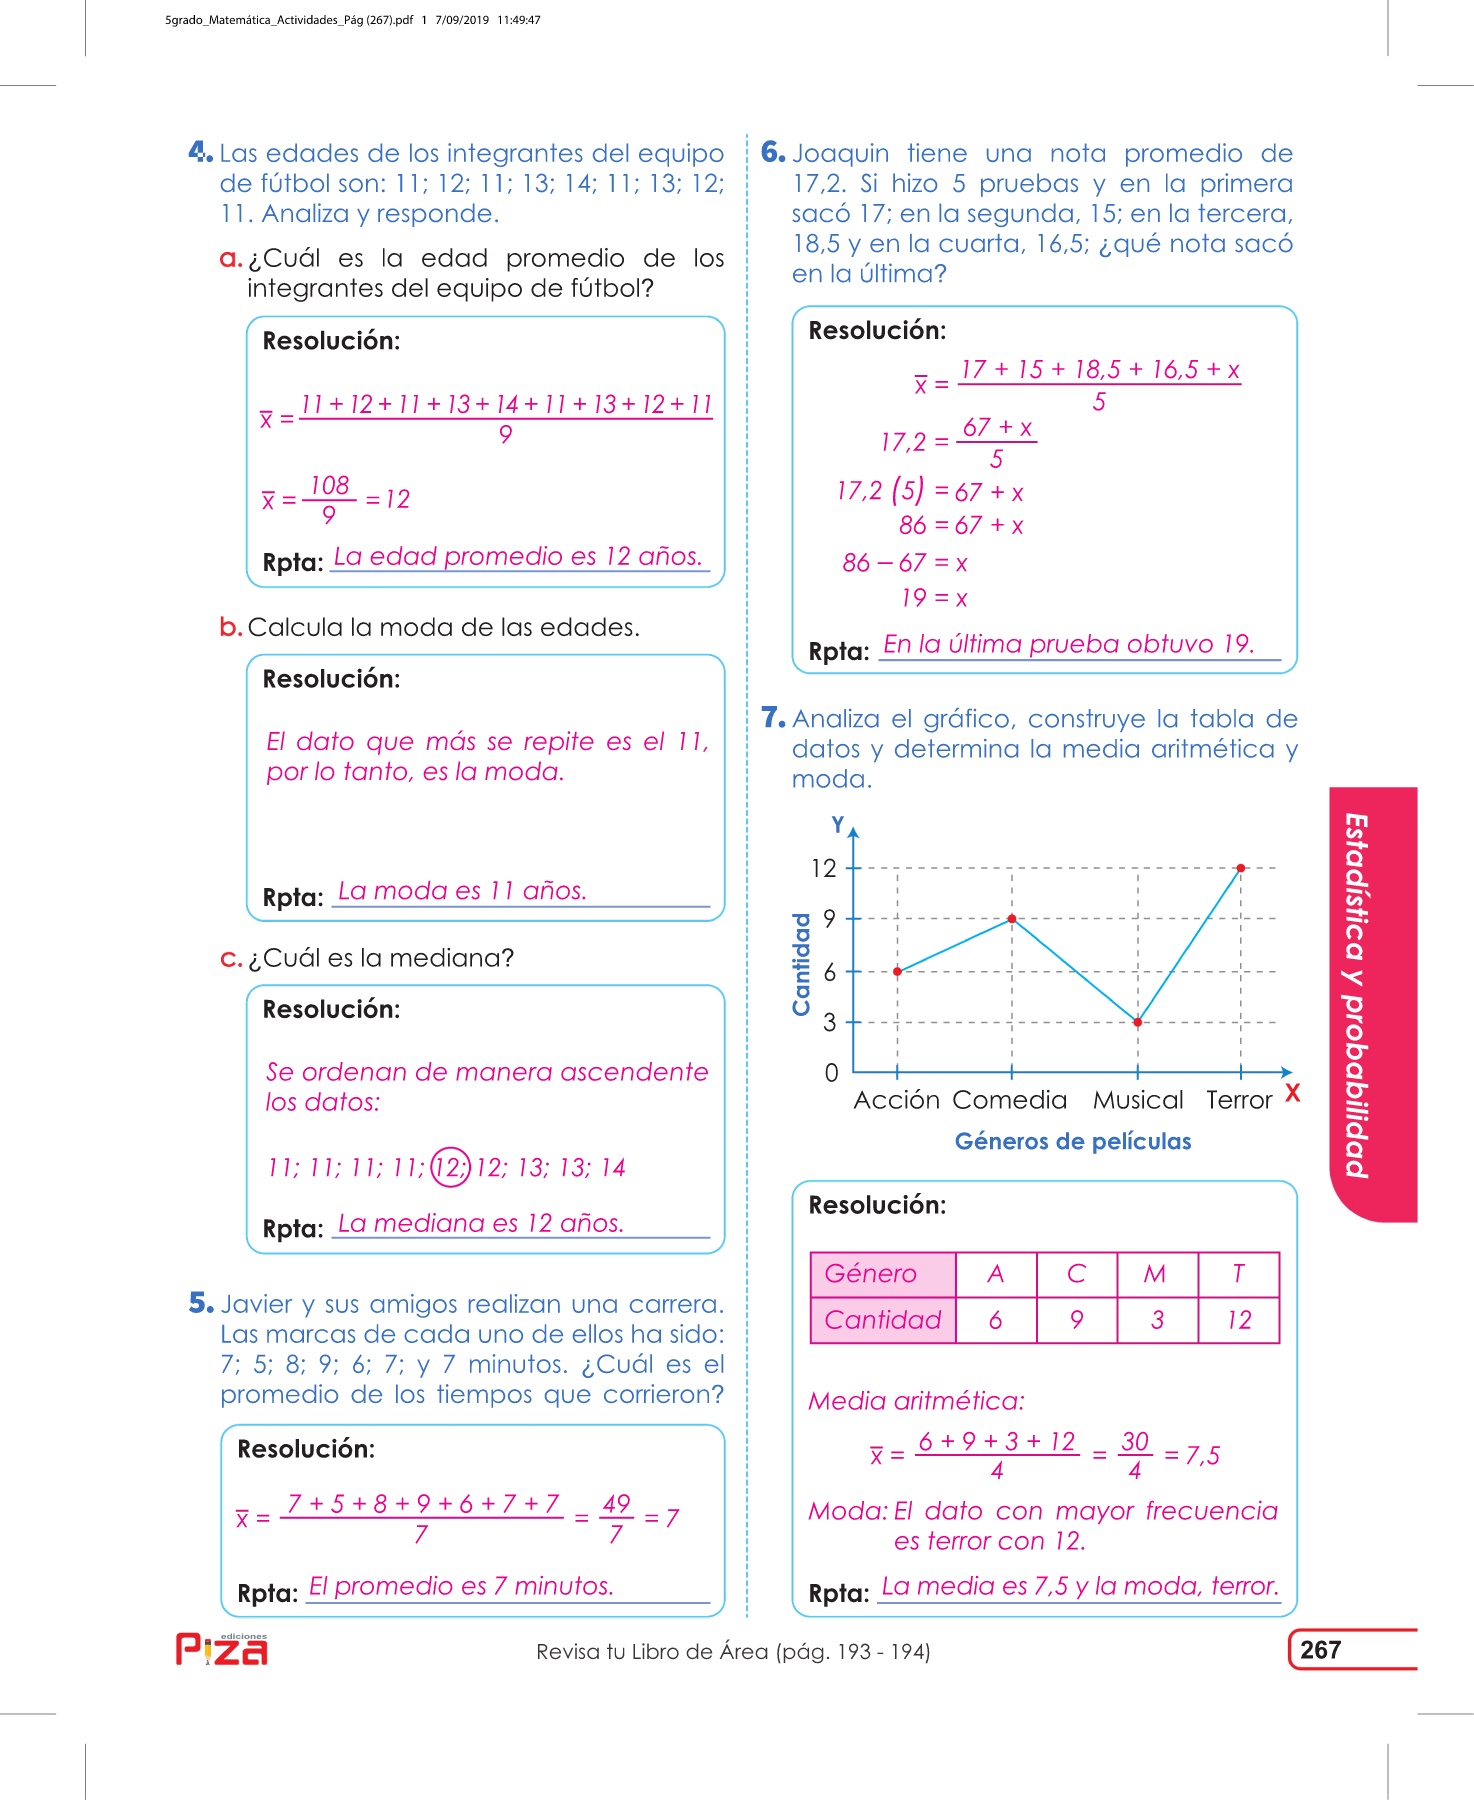 5grado_Matemática_Actividades_Pág (267).pdf 1 7/09/2019 11:49:47
4. Las edades de los integrantes del equipo
de fútbol son: 11; 12; 11; 13; 14; 11; 13; 12;
11. Analiza y responde.
a. ¿Cuál es la edad promedio de los
integrantes del equipo de fútbol?
Resolución:
x̅ = 11 + 12 + 11 + 13 + 14 + 11 + 13 + 12 + 11
9
x̅ = 108/9 = 12
Rpta: La edad promedio es 12 años.
b. Calcula la moda de las edades.
Resolución:
El dato que más se repite es el 11,
por lo tanto, es la moda.
Rpta: La moda es 11 años.
c. ¿Cuál es la mediana?
Resolución:
Se ordenan de manera ascendente
los datos:
11; 11; 11; 11; 12; 12; 13; 13; 14
Rpta: La mediana es 12 años.
5. Javier y sus amigos realizan una carrera.
Las marcas de cada uno de ellos ha sido:
7; 5; 8; 9; 6; 7; y 7 minutos. ¿Cuál es el
promedio de los tiempos que corrieron?
Resolución:
x̅ = 7 + 5 + 8 + 9 + 6 + 7 + 7 / 7 = 49/7 = 7
Rpta: El promedio es 7 minutos.
6. Joaquin tiene una nota promedio de
17,2. Si hizo 5 pruebas y en la primera
sacó 17; en la segunda, 15; en la tercera,
18,5 y en la cuarta, 16,5; ¿qué nota sacó
en la última?
Resolución:
x̅ = 17 + 15 + 18,5 + 16,5 + x
5
17,2 = 67 + x
5
17,2 (5) = 67 + x
86 = 67 + x
86 – 67 = x
19 = x
Rpta: En la última prueba obtuvo 19.
7. Analiza el gráfico, construye la tabla de
datos y determina la media aritmética y
moda.
Y
Cantidad
12
9
6
3
0
Acción Comedia Musical Terror X
Géneros de películas
Resolución:
Género A C M T
Cantidad 6 9 3 12
Media aritmética:
x̅ = 6 + 9 + 3 + 12 / 4 = 30/4 = 7,5
Moda: El dato con mayor frecuencia
es terror con 12.
Rpta: La media es 7,5 y la moda, terror.
Estadística y probabilidad
ediciones
Piza
Revisa tu Libro de Área (pág. 193 - 194)
267